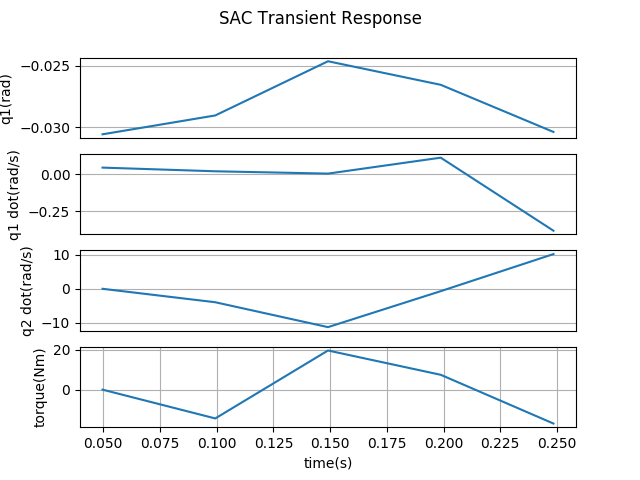 SAC Transient Response
−0.025
−0.030
q1(rad)
0.00
−0.25
q1 dot(rad/s)
10
0
−10
q2 dot(rad/s)
20
0
torque(Nm)
0.050 0.075 0.100 0.125 0.150 0.175 0.200 0.225 0.250
time(s)